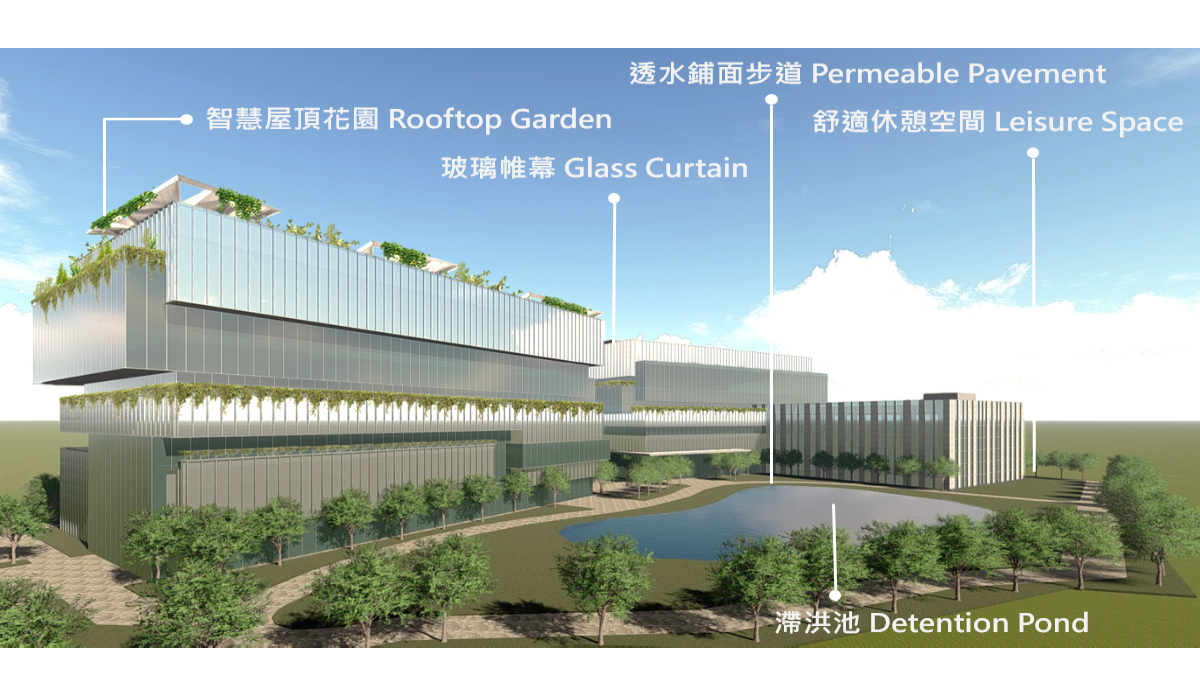 透水鋪面步道 Permeable Pavement
智慧屋頂花園 Rooftop Garden
舒適休憩空間 Leisure Space
玻璃帷幕 Glass Curtain
滯洪池 Detention Pond